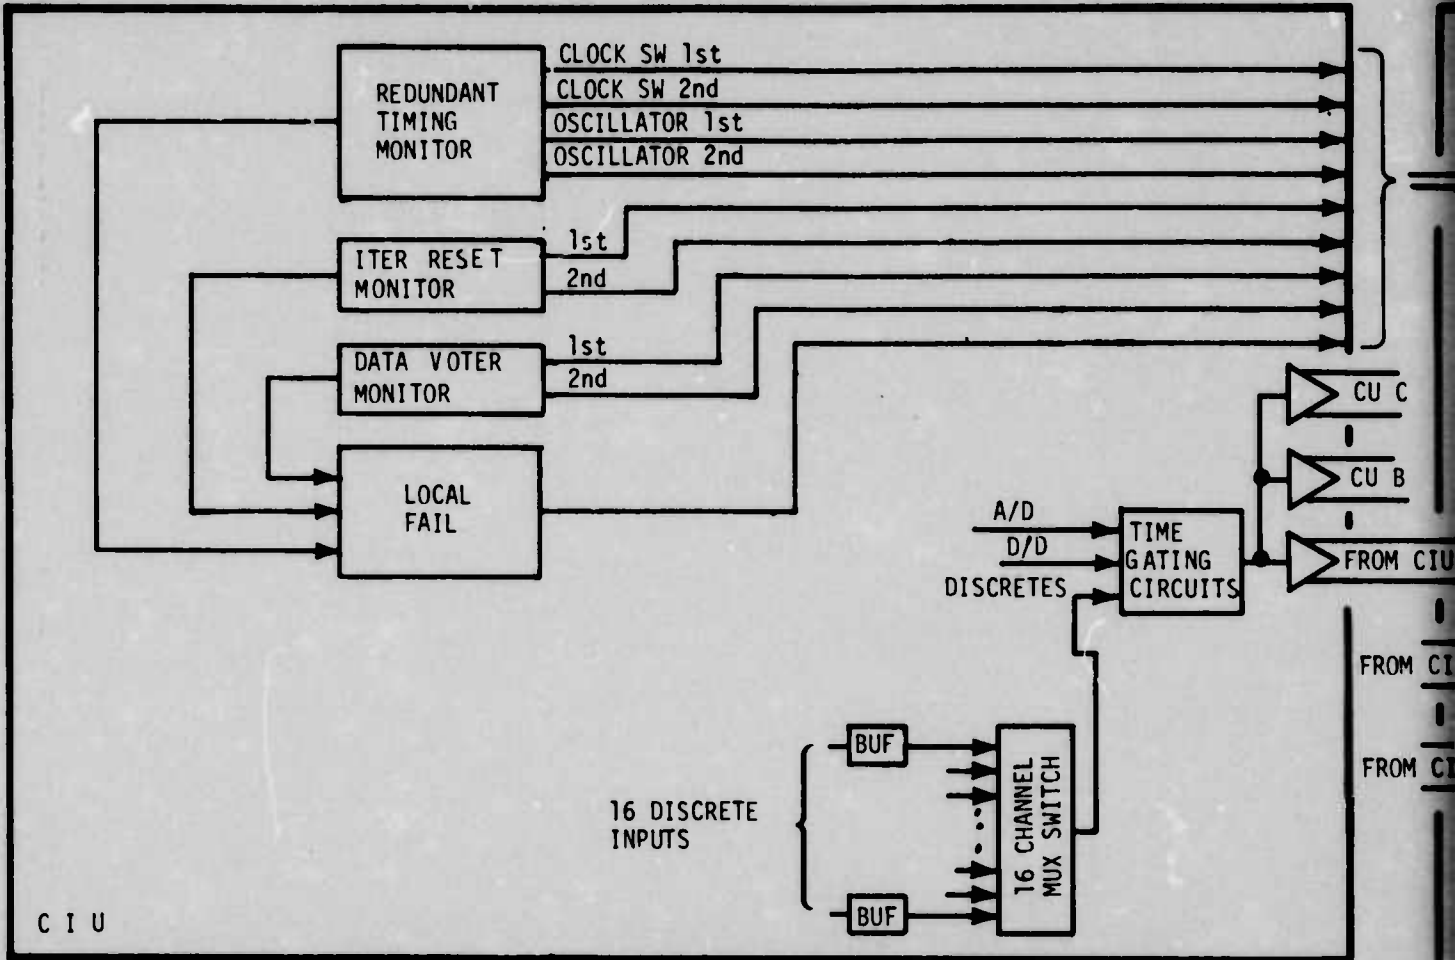 CLOCK SW 1st
CLOCK SW 2nd
OSCILLATOR 1st
OSCILLATOR 2nd
REDUNDANT
TIMING
MONITOR
1st
2nd
ITER RESET
MONITOR
1st
2nd
DATA VOTER
MONITOR
LOCAL
FAIL
CU C
CU B
FROM CIU
A/D
D/D
DISCRETES
TIME
GATING
CIRCUITS
FROM CI
FROM CI
BUF
16 DISCRETE
INPUTS
16 CHANNEL
MUX SWITCH
BUF
C I U